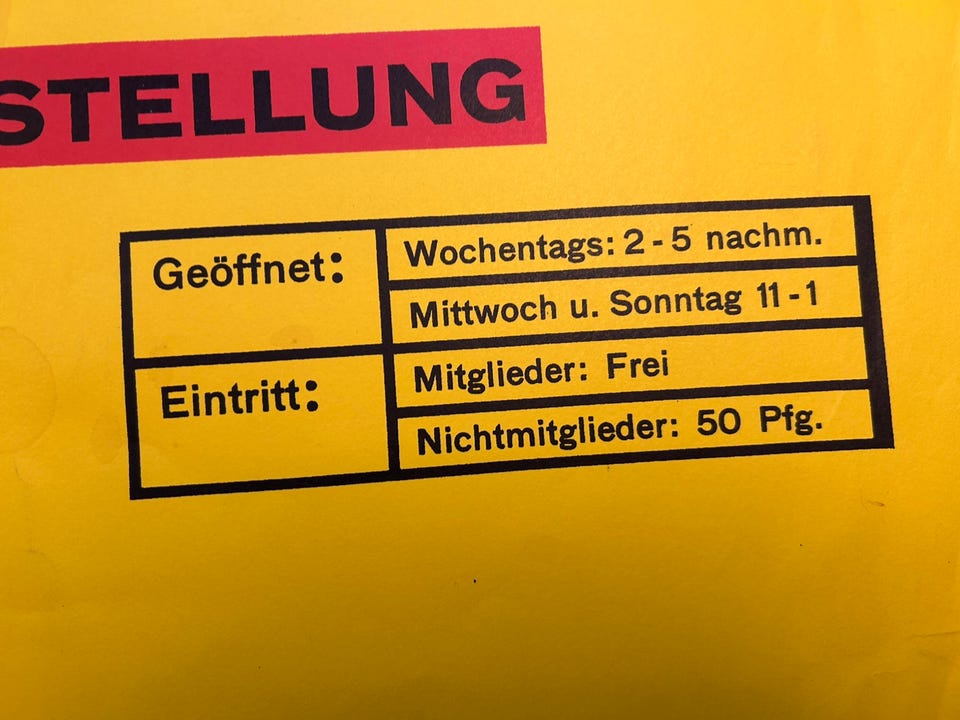 STELLUNG
Geöffnet:
Wochentags: 2 - 5 nachm.
Mittwoch u. Sonntag 11 - 1
Eintritt:
Mitglieder: Frei
Nichtmitglieder: 50 Pfg.